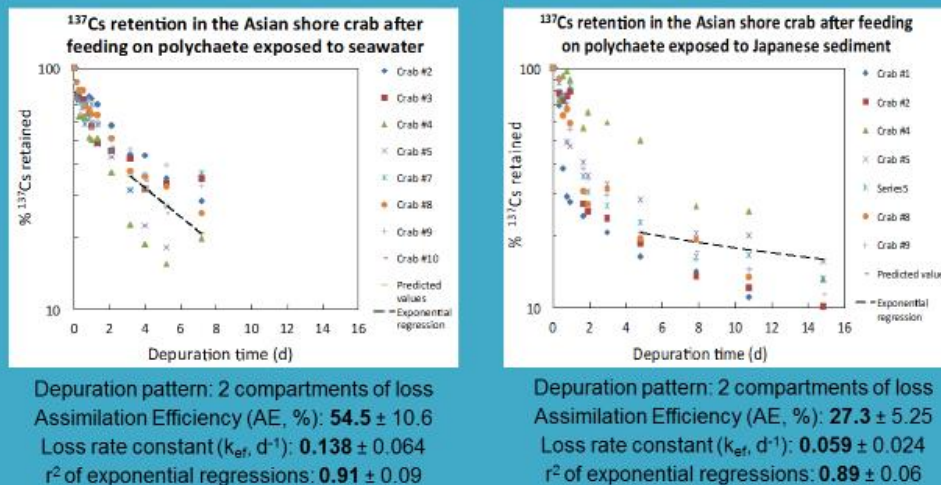 ¹³⁷Cs retention in the Asian shore crab after
feeding on polychaete exposed to seawater
100
10
% ¹³⁷Cs retained
0 2 4 6 8 10 12 14 16
Depuration time (d)
Crab #2
Crab #3
Crab #4
Crab #5
Crab #7
Crab #8
Crab #9
Crab #10
Predicted
values
Exponential
regression
Depuration pattern: 2 compartments of loss
Assimilation Efficiency (AE, %): 54.5 ± 10.6
Loss rate constant (kef, d⁻¹): 0.138 ± 0.064
r² of exponential regressions: 0.91 ± 0.09
¹³⁷Cs retention in the Asian shore crab after feeding
on polychaete exposed to Japanese sediment
100
10
% ¹³⁷Cs retained
0 2 4 6 8 10 12 14 16
Depuration time (d)
Crab #1
Crab #2
Crab #4
Crab #5
Series5
Crab #8
Crab #9
Predicted value
Exponential
regression
Depuration pattern: 2 compartments of loss
Assimilation Efficiency (AE, %): 27.3 ± 5.25
Loss rate constant (kef, d⁻¹): 0.059 ± 0.024
r² of exponential regressions: 0.89 ± 0.06